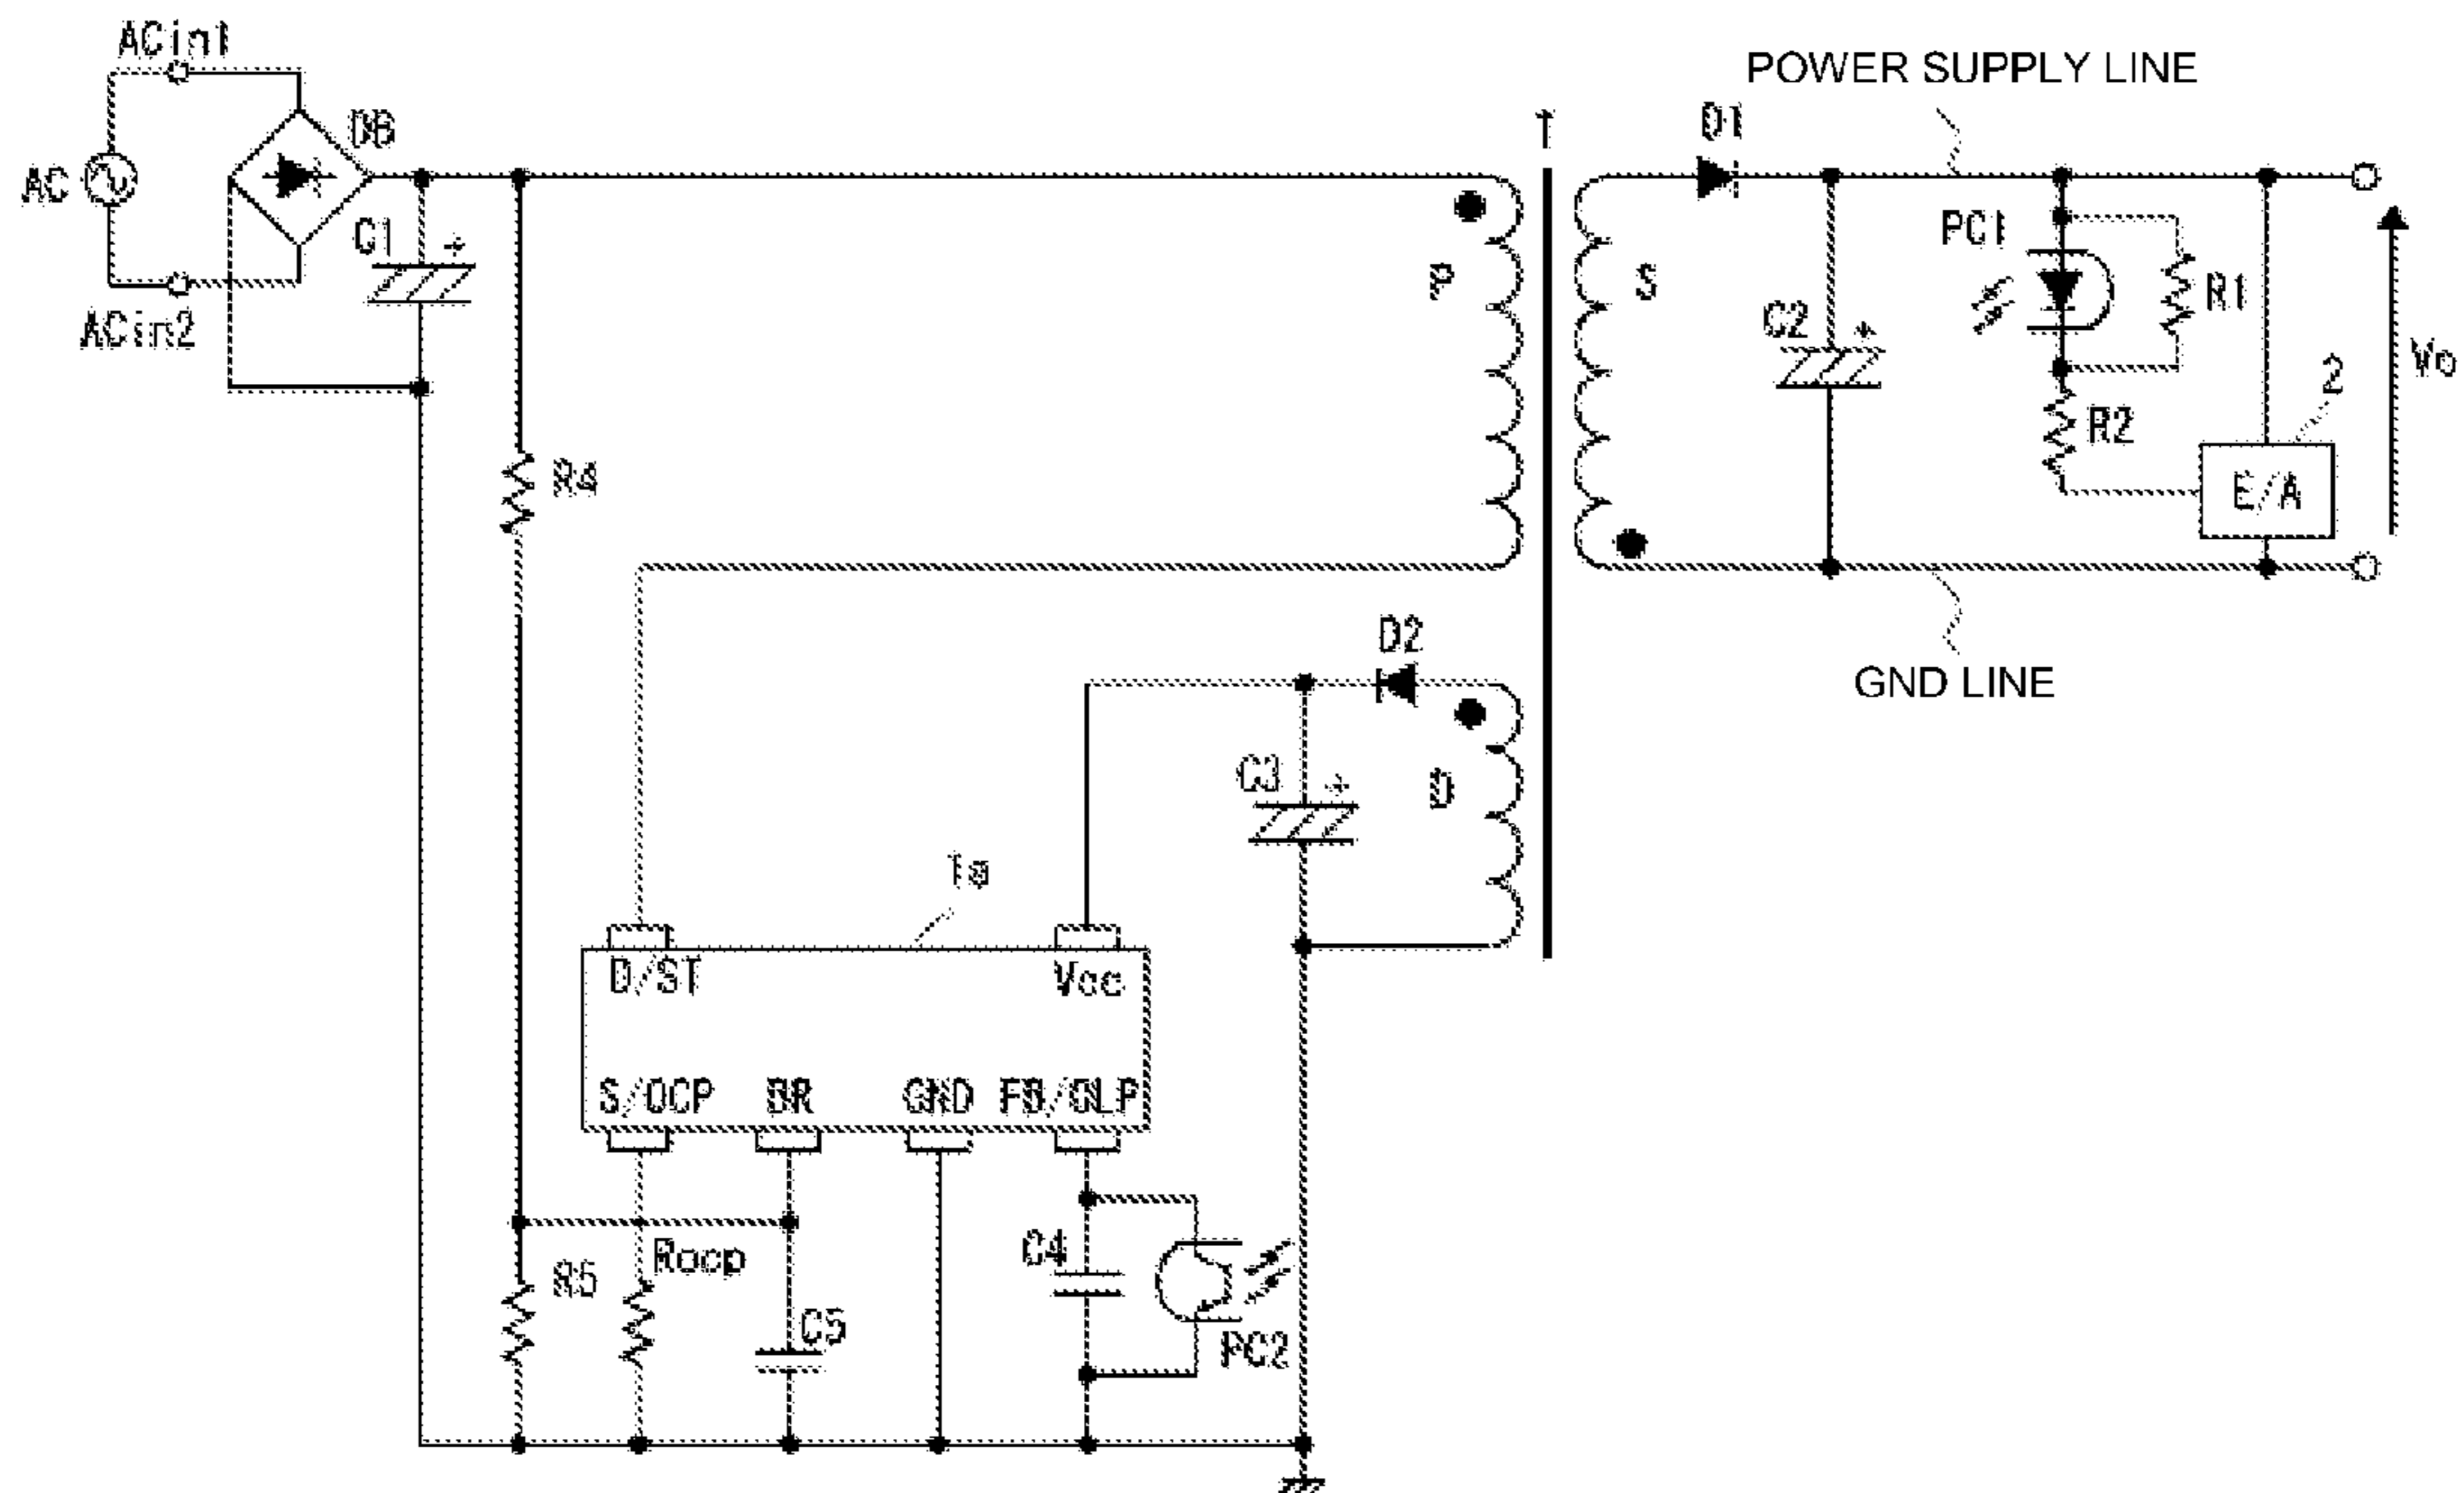 ACin1
POWER SUPPLY LINE
T
D1
DB
AC
C1 +
PC1
P
S
R1
ACin2
C2 +
2
Vo
R2
R4
E/A
D2
GND LINE
C3 +
D
1a
D/ST
Vcc
S/OCP BR GND FB/OLP
C4
Rocp
R5
C5
PC2